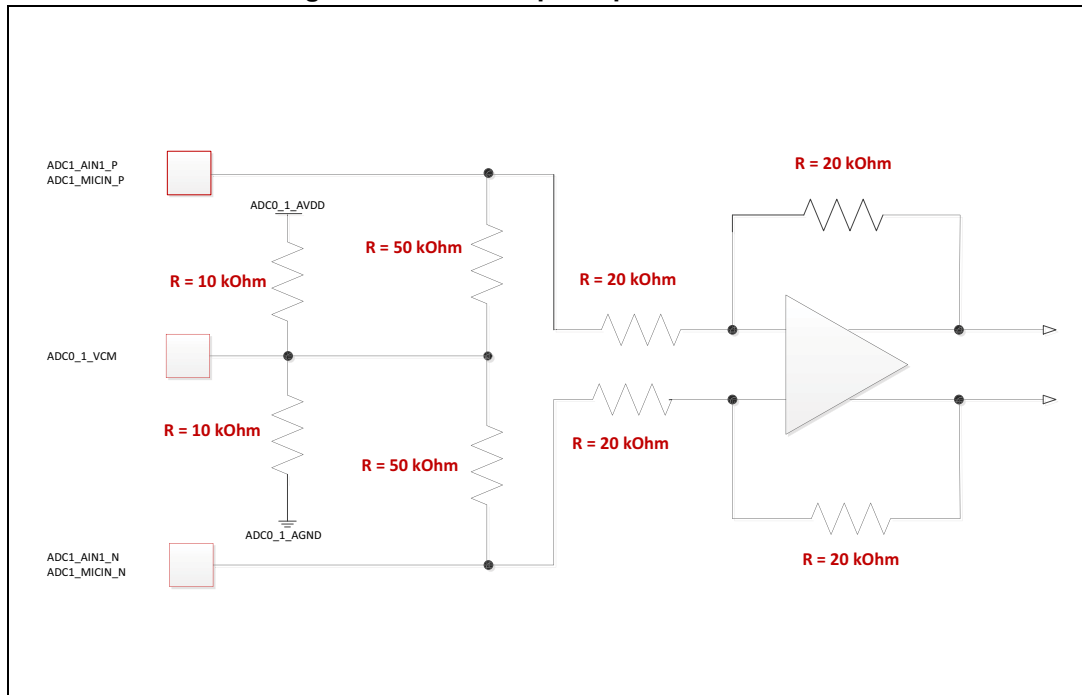 ADC1_AIN1_P
ADC1_MICIN_P
R = 20 kOhm
ADC0_1_AVDD
R = 50 kOhm
R = 10 kOhm
R = 20 kOhm
ADC0_1_VCM
R = 10 kOhm
R = 20 kOhm
R = 50 kOhm
ADC0_1_AGND
ADC1_AIN1_N
ADC1_MICIN_N
R = 20 kOhm